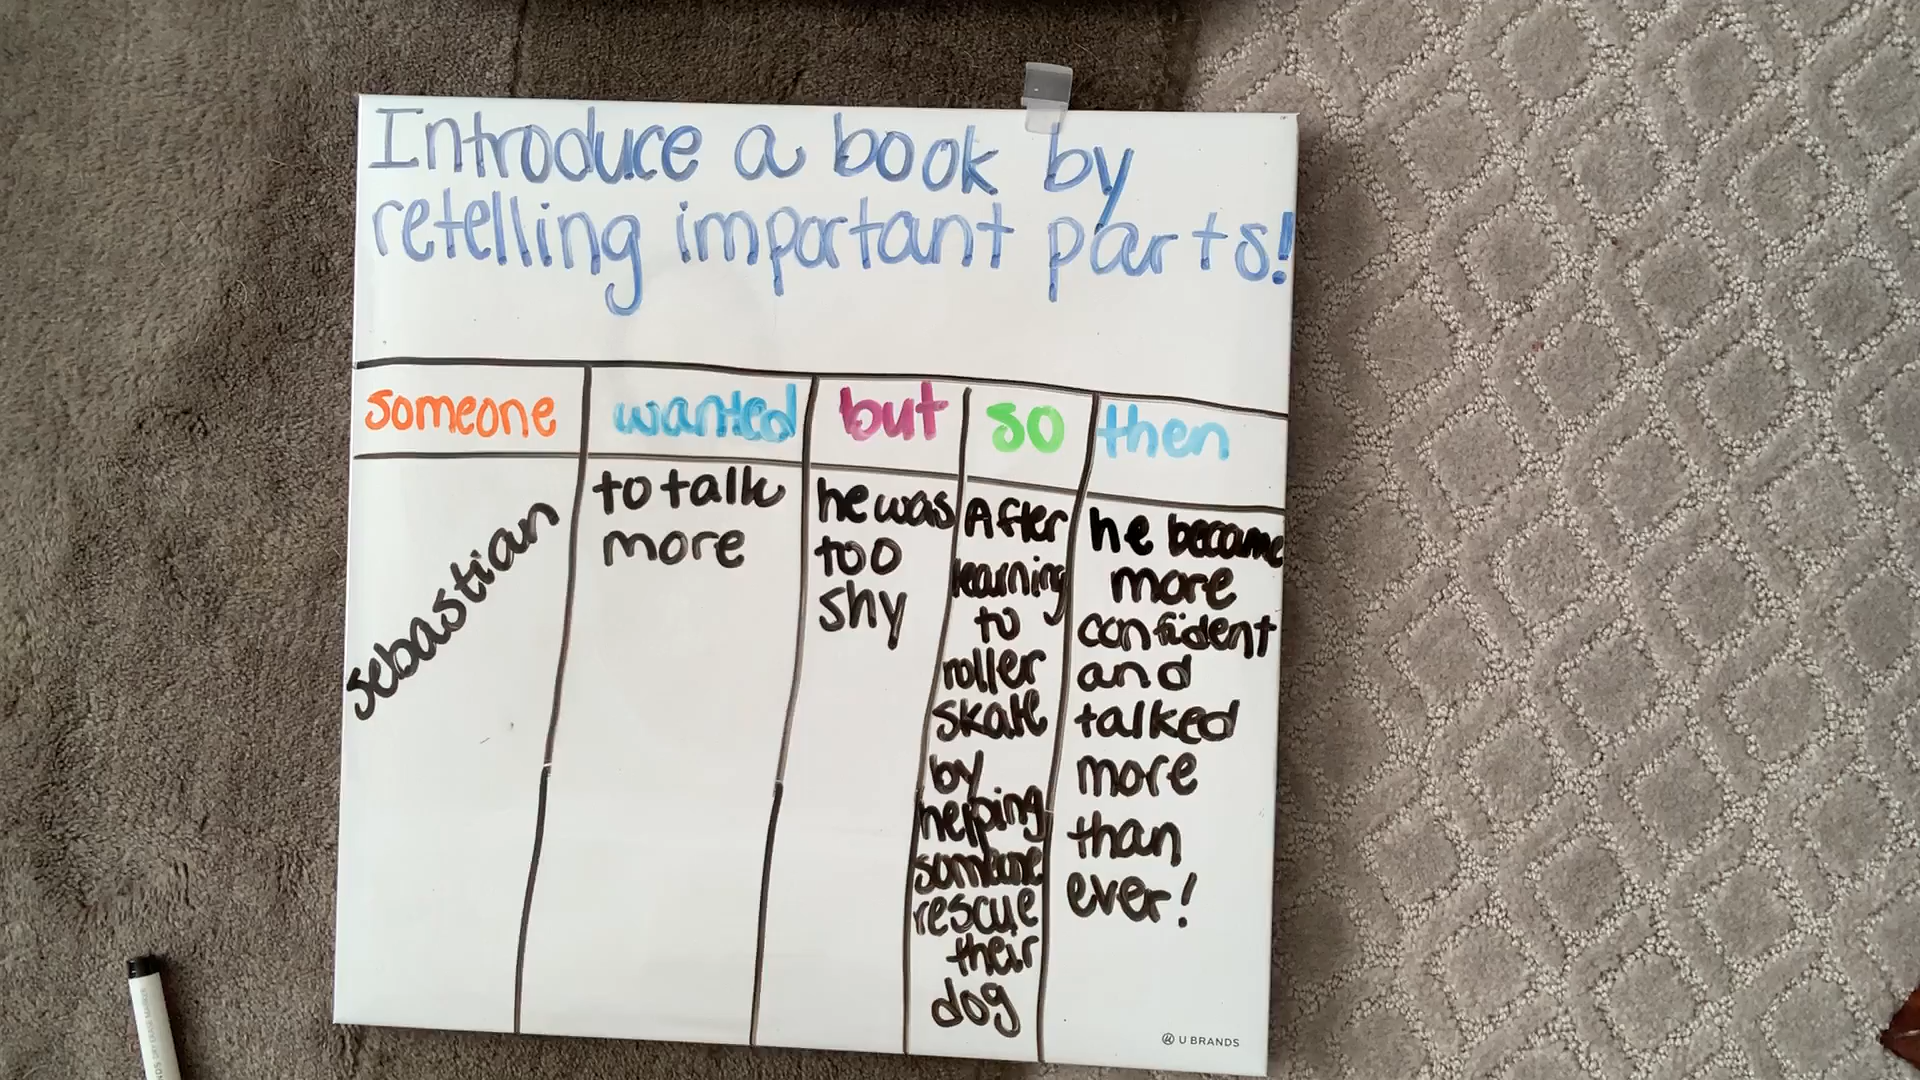 Introduce a book by
retelling important parts!
someone
wanted
but
so
then
sebastian
to talk
more
he was
too
shy
After
learning
to
roller
skate
by
helping
someone
rescue
their
dog
he became
more
confident
and
talked
more
than
ever!
U BRANDS